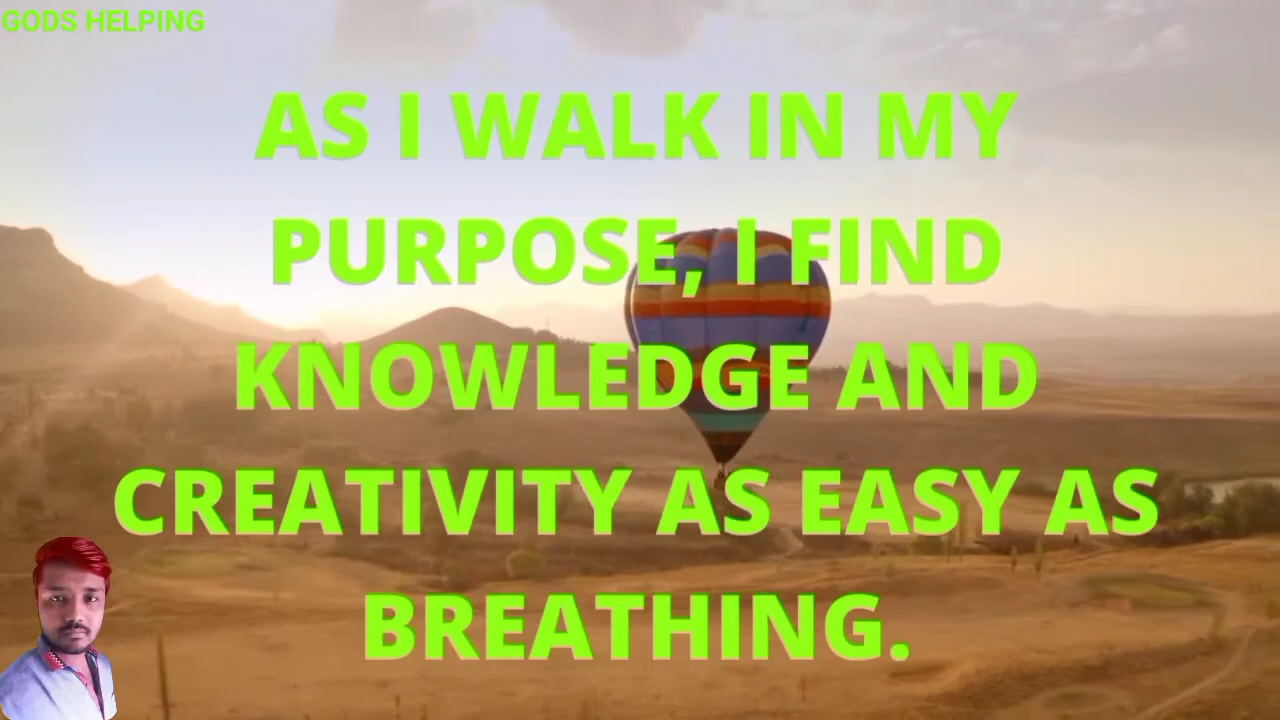 GODS HELPING
AS I WALK IN MY
PURPOSE, I FIND
KNOWLEDGE AND
CREATIVITY AS EASY AS
BREATHING.